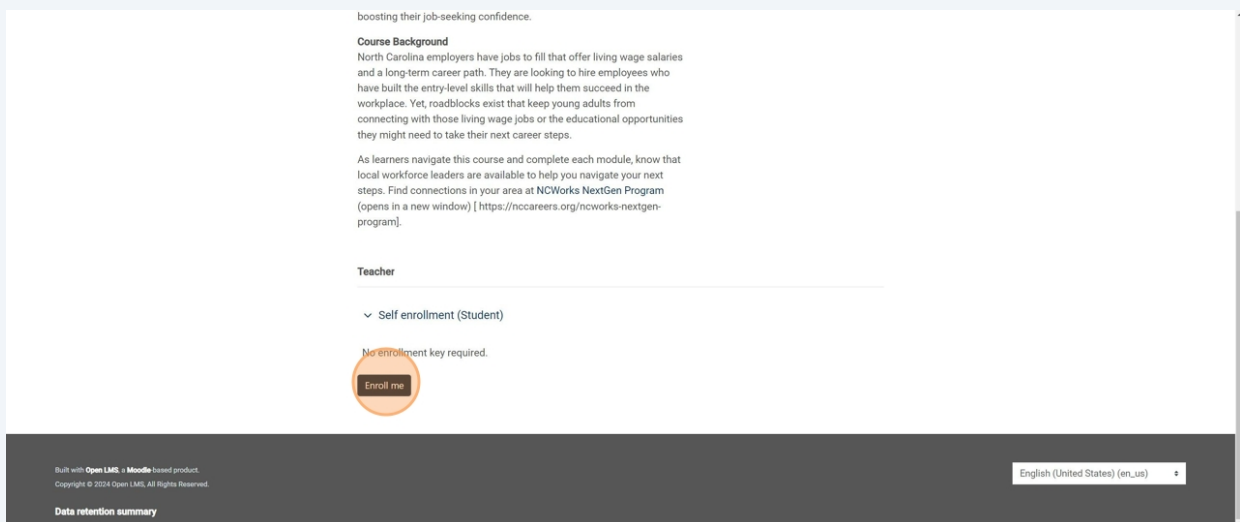 boosting their job-seeking confidence.
Course Background
North Carolina employers have jobs to fill that offer living wage salaries
and a long-term career path. They are looking to hire employees who
have built the entry-level skills that will help them succeed in the
workplace. Yet, roadblocks exist that keep young adults from
connecting with those living wage jobs or the educational opportunities
they might need to take their next career steps.
As learners navigate this course and complete each module, know that
local workforce leaders are available to help you navigate your next
steps. Find connections in your area at NCWorks NextGen Program
(opens in a new window) [ https://nccareers.org/ncworks-nextgen-
program].
Teacher
Self enrollment (Student)
No enrollment key required.
Enroll me
Built with Open LMS, a Moodle-based product.
Copyright © 2024 Open LMS, All Rights Reserved.
English (United States) (en_us)
Data retention summary